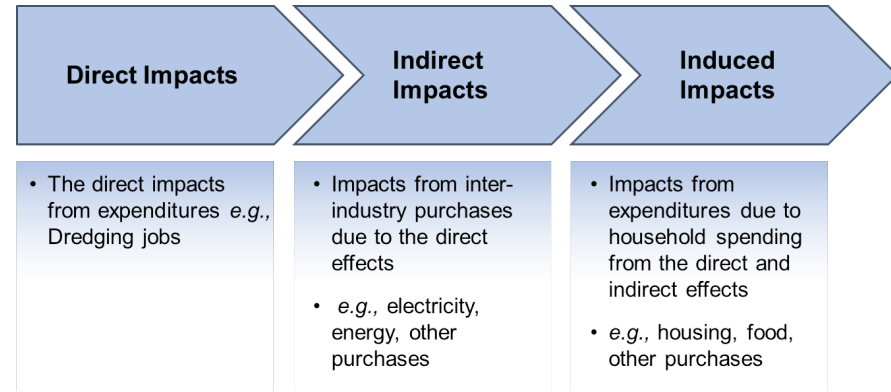 Direct Impacts
Indirect
Impacts
Induced
Impacts
• The direct impacts
from expenditures e.g.,
Dredging jobs
• Impacts from inter-
industry purchases
due to the direct
effects
• e.g., electricity,
energy, other
purchases
• Impacts from
expenditures due to
household spending
from the direct and
indirect effects
• e.g., housing, food,
other purchases